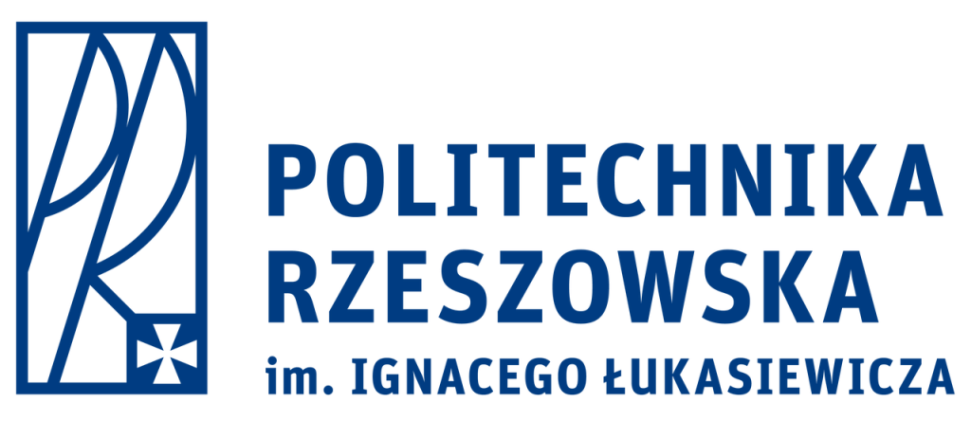 POLITECHNIKA
RZESZOWSKA
im. IGNACEGO ŁUKASIEWICZA